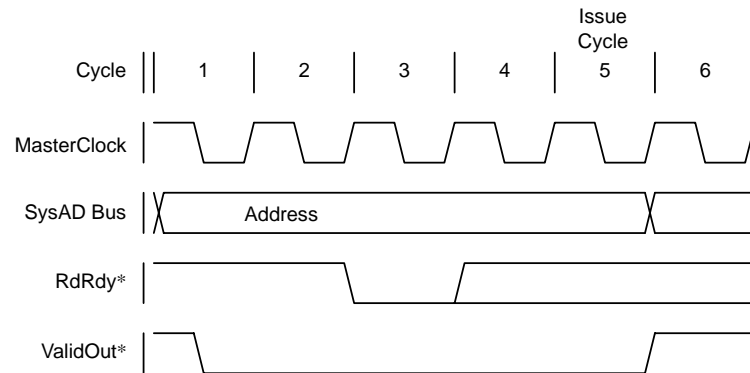 Issue
Cycle
Cycle 1 2 3 4 5 6
MasterClock
SysAD Bus Address
RdRdy*
ValidOut*